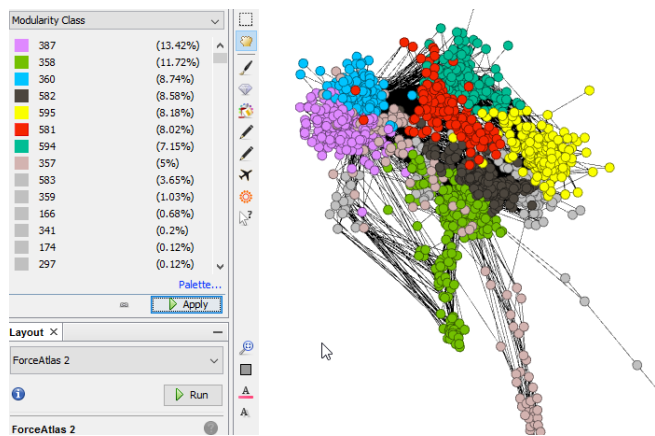 Modularity Class
387 (13.42%)
358 (11.72%)
360 (8.74%)
582 (8.58%)
595 (8.18%)
581 (8.02%)
594 (7.15%)
357 (5%)
583 (3.65%)
359 (1.03%)
166 (0.68%)
341 (0.2%)
174 (0.12%)
297 (0.12%)
Palette...
Apply
Layout ×
ForceAtlas 2
Run
ForceAtlas 2
A
A